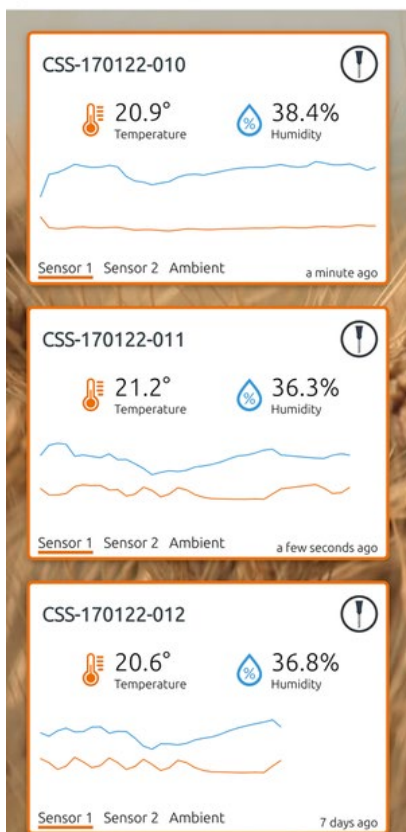 CSS-170122-010
20.9° 38.4%
Temperature Humidity
Sensor 1 Sensor 2 Ambient a minute ago
CSS-170122-011
21.2° % 36.3%
Temperature Humidity
Sensor 1 Sensor 2 Ambient a few seconds ago
CSS-170122-012
20.6° % 36.8%
Temperature Humidity
Sensor 1 Sensor 2 Ambient 7 days ago